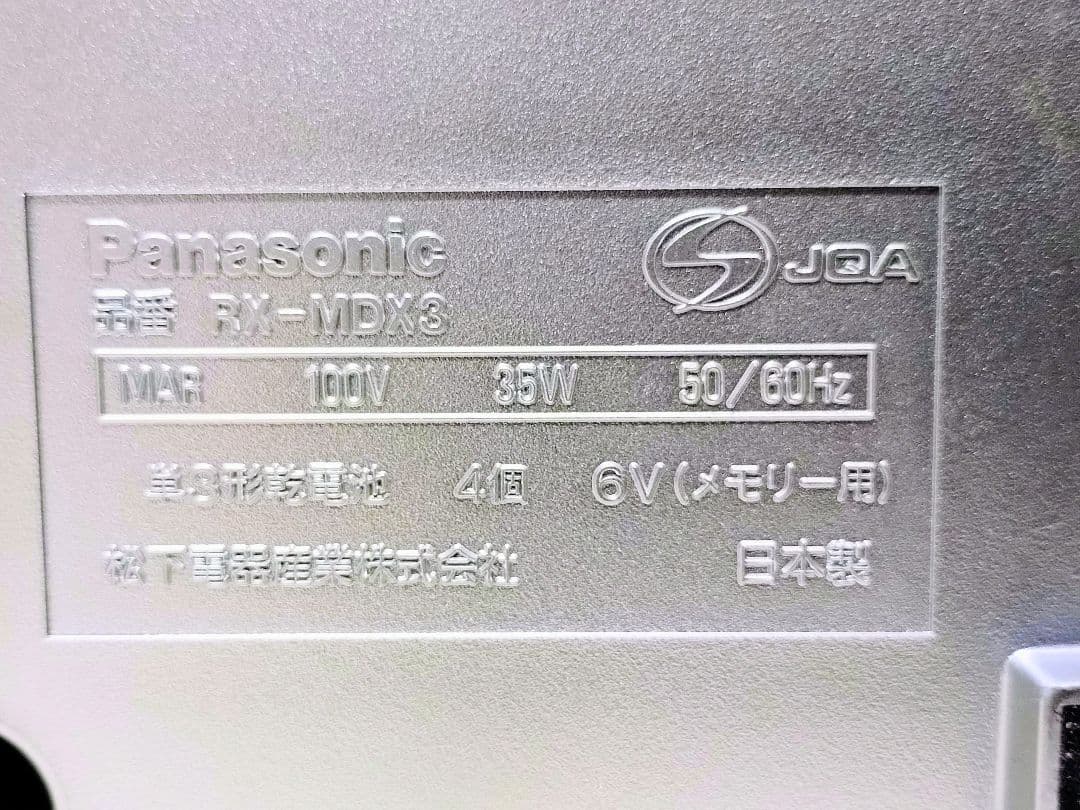 Panasonic
JQA
品番 RX-MDX3
MAR 100V 35W 50/60Hz
単3形乾電池 4個 6V(メモリー用)
松下電器産業株式会社 日本製